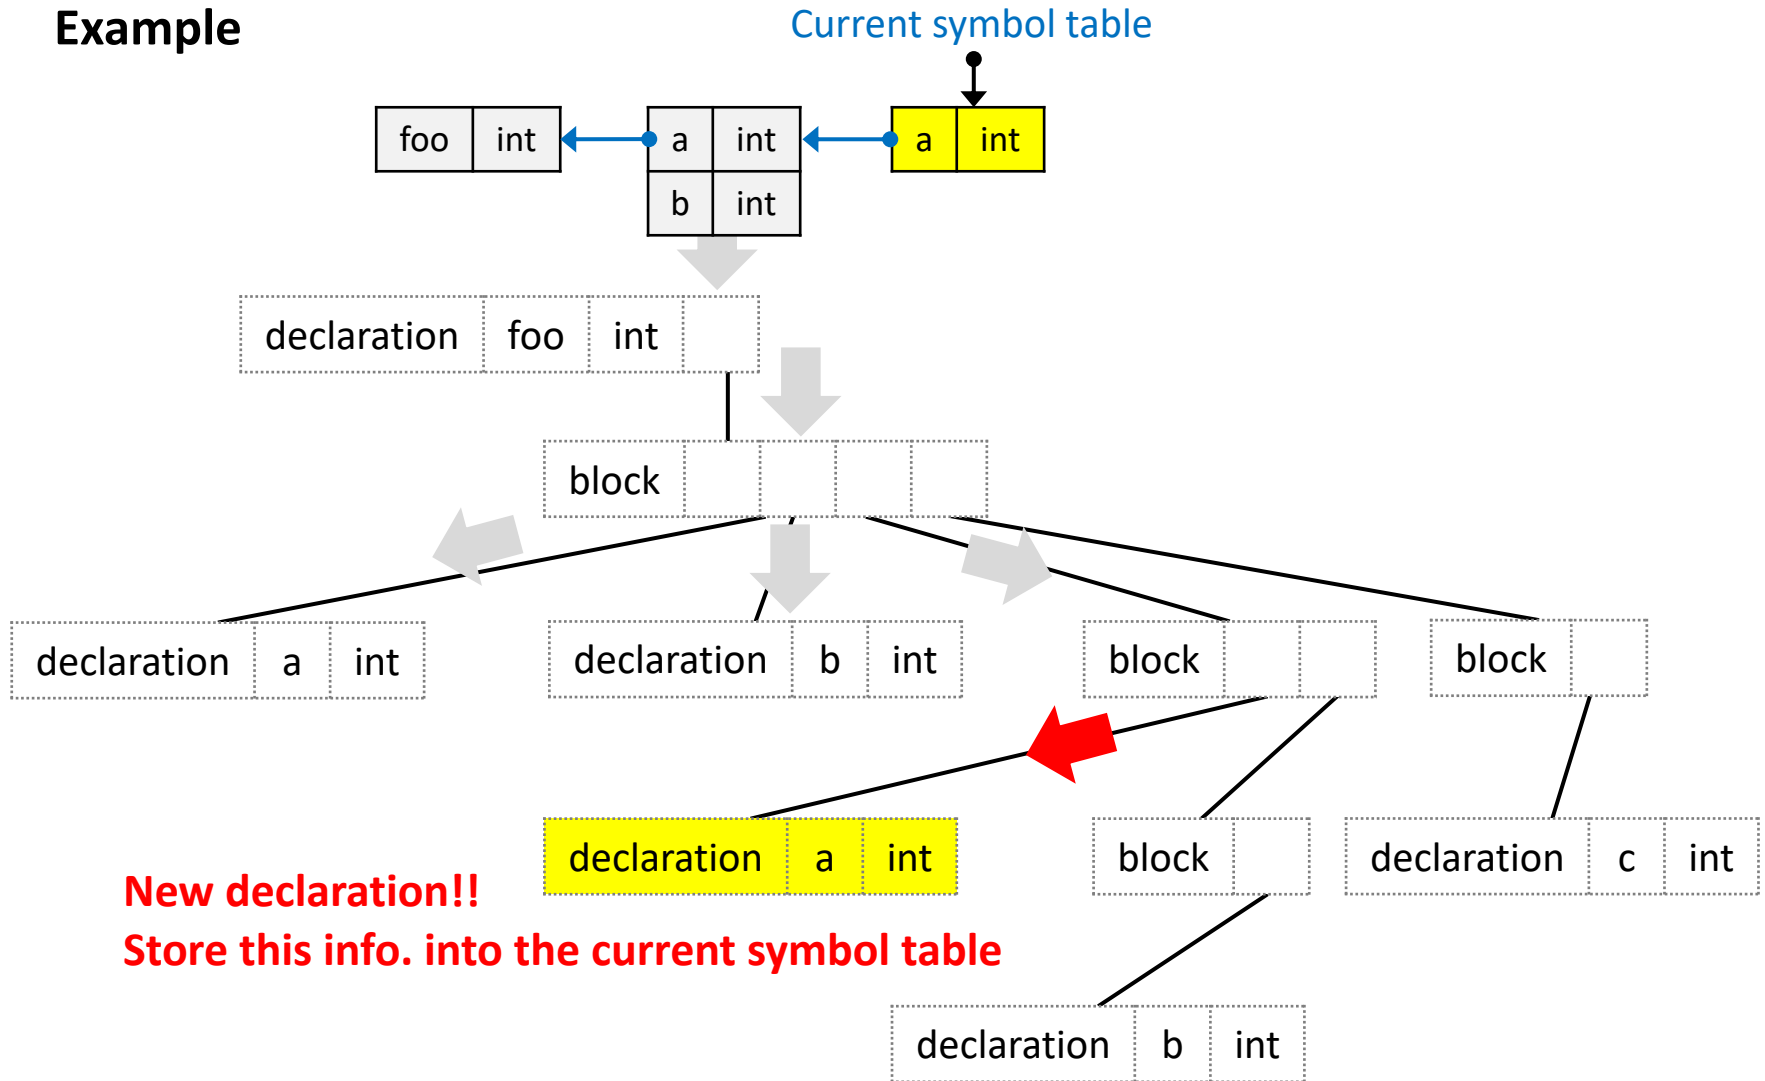 Example
Current symbol table
foo int a int a int
b int
declaration foo int
block
declaration a int declaration b int block block
declaration a int block declaration c int
New declaration!!
Store this info. into the current symbol table
declaration b int